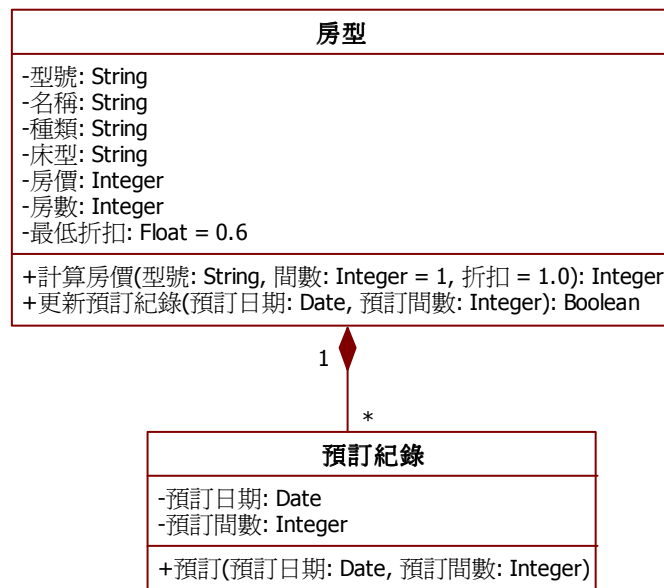 房型
-型號: String
-名稱: String
-種類: String
-床型: String
-房價: Integer
-房數: Integer
-最低折扣: Float = 0.6
+計算房價(型號: String, 間數: Integer = 1, 折扣 = 1.0): Integer
+更新預訂紀錄(預訂日期: Date, 預訂間數: Integer): Boolean
1
*
預訂紀錄
-預訂日期: Date
-預訂間數: Integer
+預訂(預訂日期: Date, 預訂間數: Integer)